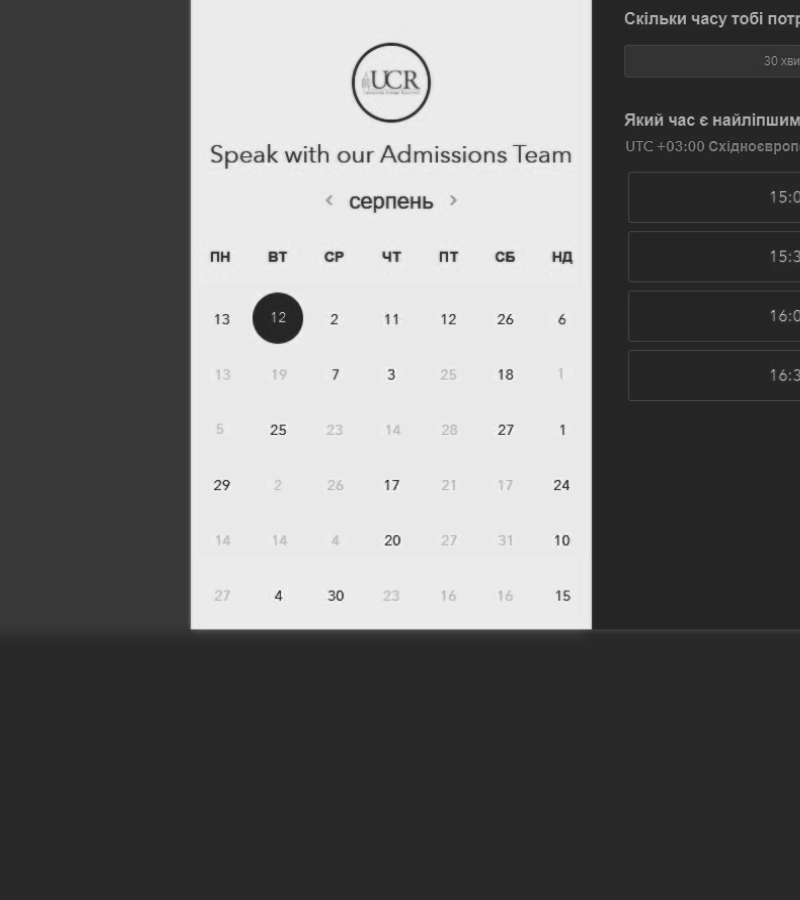 UCR
Speak with our Admissions Team
‹ серпень ›
ПН ВТ СР ЧТ ПТ СБ НД
13 12 2 11 12 26 6
13 19 7 3 25 18 1
5 25 23 14 28 27 1
29 2 26 17 21 17 24
14 14 4 20 27 31 10
27 4 30 23 16 16 15
Скільки часу тобі потр
30 хви
Який час є найліпшим
UTC +03:00 Східноєвроп
15:0
15:3
16:0
16:3